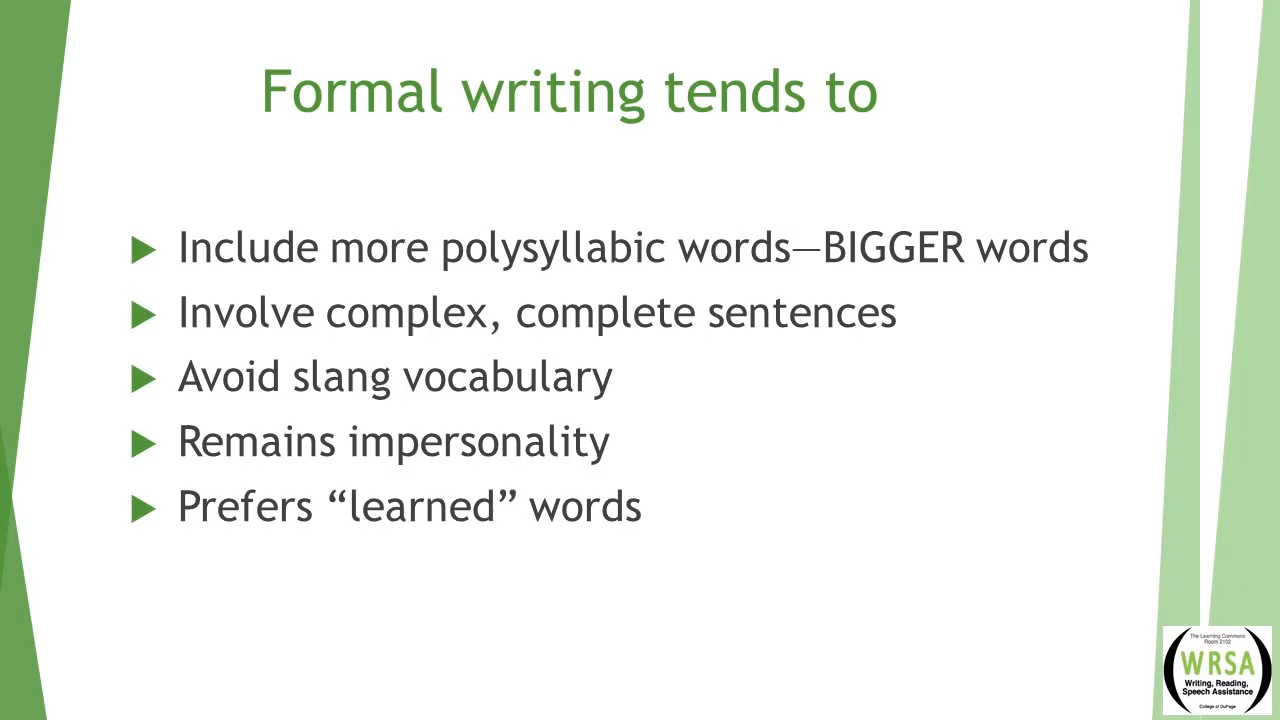 Formal writing tends to
Include more polysyllabic words—BIGGER words
Involve complex, complete sentences
Avoid slang vocabulary
Remains impersonality
Prefers “learned” words
The Learning Commons
Room 2102
WRSA
Writing, Reading,
Speech Assistance
College of DuPage